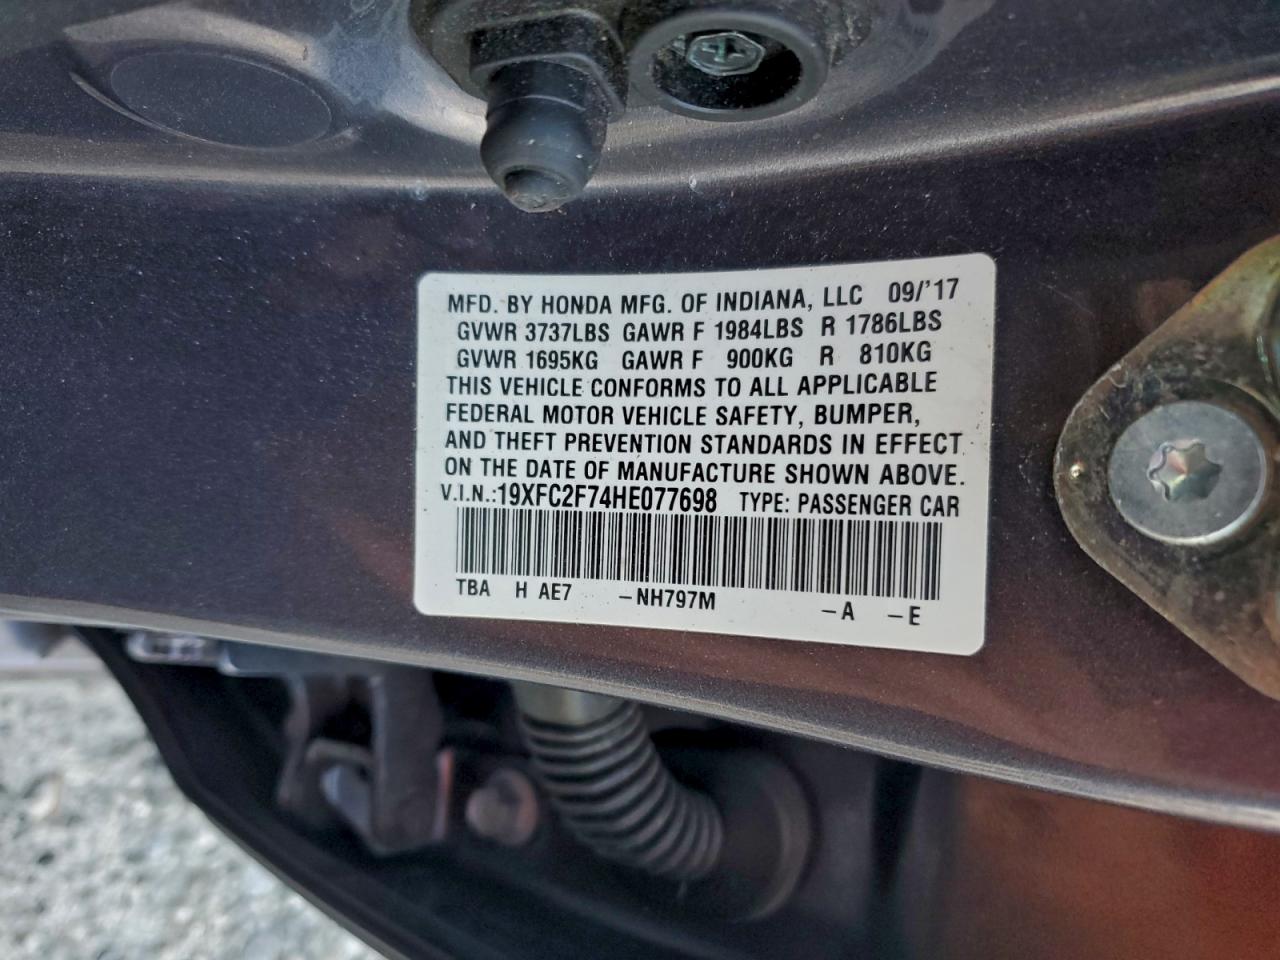 MFD. BY HONDA MFG. OF INDIANA, LLC 09/'17
GVWR 3737LBS GAWR F 1984LBS R 1786LBS
GVWR 1695KG GAWR F 900KG R 810KG
THIS VEHICLE CONFORMS TO ALL APPLICABLE
FEDERAL MOTOR VEHICLE SAFETY, BUMPER,
AND THEFT PREVENTION STANDARDS IN EFFECT
ON THE DATE OF MANUFACTURE SHOWN ABOVE.
V.I.N.:19XFC2F74HE077698 TYPE: PASSENGER CAR
TBA H AE7 –NH797M –A –E